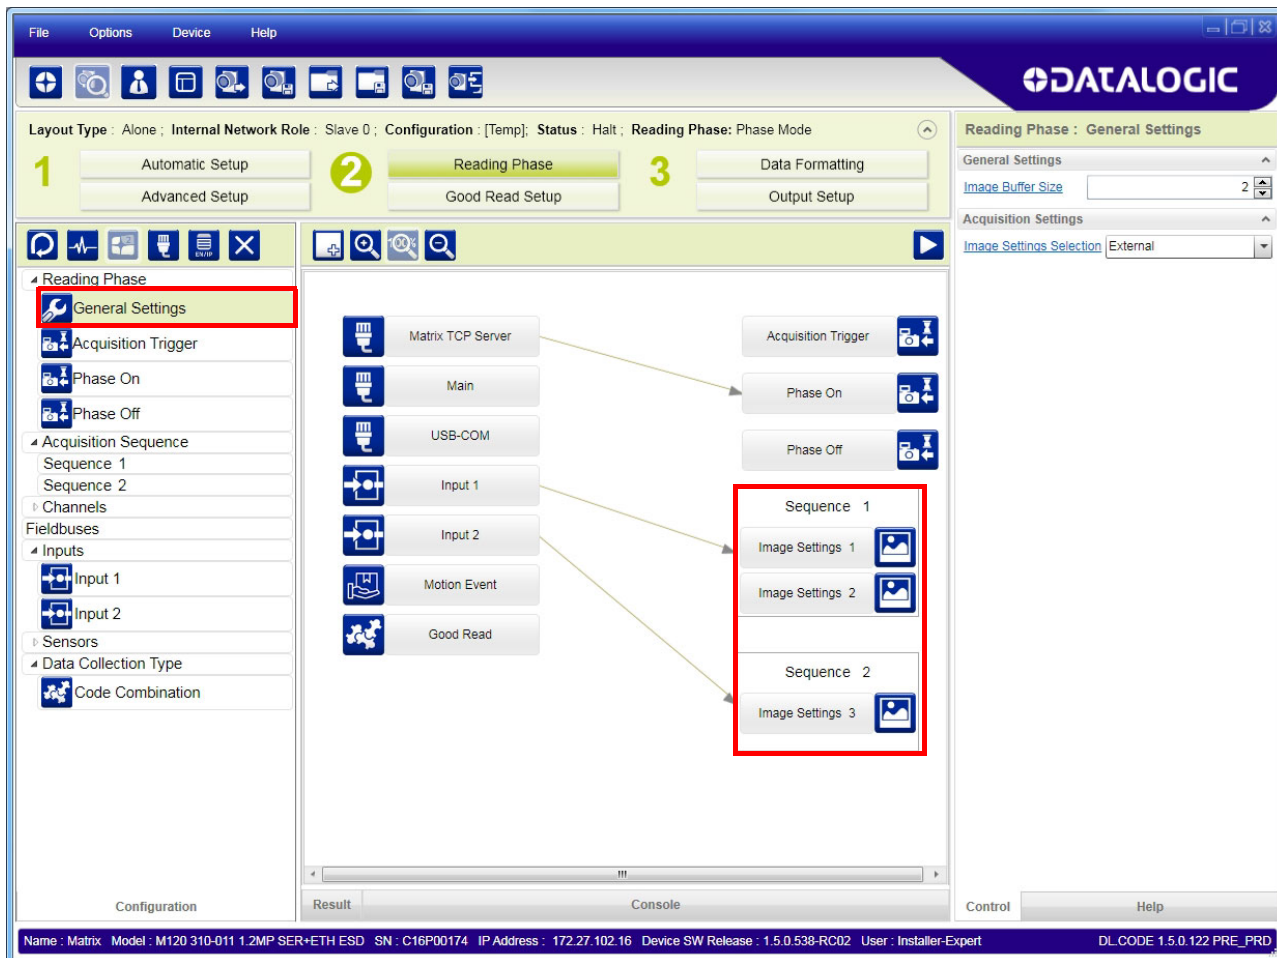 File Options Device Help
DATALOGIC
Layout Type : Alone ; Internal Network Role : Slave 0 ; Configuration : [Temp]; Status : Halt ; Reading Phase: Phase Mode
1 Automatic Setup
Advanced Setup
2 Reading Phase
Good Read Setup
3 Data Formatting
Output Setup
EN/IP
Reading Phase
General Settings
Acquisition Trigger
Phase On
Phase Off
Acquisition Sequence
Sequence 1
Sequence 2
Channels
Fieldbuses
Inputs
Input 1
Input 2
Sensors
Data Collection Type
Code Combination
Configuration
100%
Matrix TCP Server
Main
USB-COM
Input 1
Input 2
Motion Event
Good Read
Acquisition Trigger
Phase On
Phase Off
Sequence 1
Image Settings 1
Image Settings 2
Sequence 2
Image Settings 3
Result Console
Reading Phase : General Settings
General Settings
Image Buffer Size 2
Acquisition Settings
Image Settings Selection External
Control Help
Name : Matrix Model : M120 310-011 1.2MP SER+ETH ESD SN : C16P00174 IP Address : 172.27.102.16 Device SW Release : 1.5.0.538-RC02 User : Installer-Expert DL.CODE 1.5.0.122 PRE_PRD